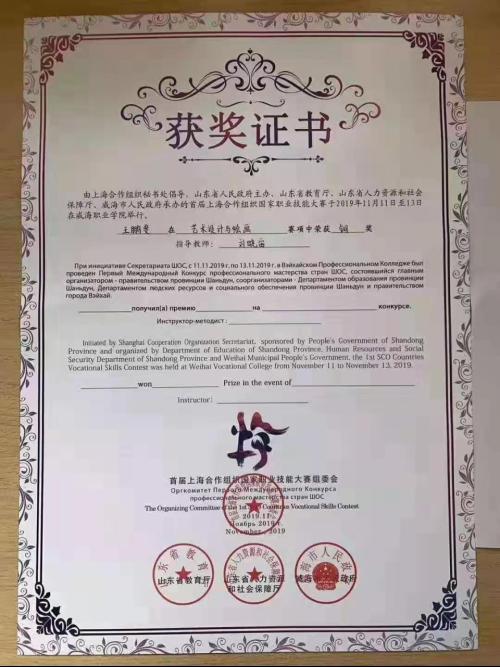 获奖证书
由上海合作组织秘书处倡导、山东省人民政府主办、山东省教育厅、山东省人力资源和社会
保障厅、威海市人民政府承办的首届上海合作组织国家职业技能大赛于2019年11月11日至13日
在威海职业学院举行。
王鹏斐 在 艺术设计与绘画 赛项中荣获 铜 奖
指导教师: 刘晓笛
При инициативе Секретариата ШОС, с 11.11.2019 г. по 13.11.2019 г. в Вэйхайском Профессиональном Колледже был
проведен Первый Международный Конкурс профессионального мастерства стран ШОС, состоявшийся главным
организатором - правительством провинции Шаньдун, соорганизаторами - Департаментом образования провинции
Шаньдун, Департаментом людских ресурсов и социального обеспечения провинции Шаньдун и правительством
города Вэйхай.
получил(а) премию на конкурсе.
Инструктор-методист:
Initiated by Shanghai Cooperation Organization Secretariat, sponsored by People's Government of Shandong
Province and organized by Department of Education of Shandong Province, Human Resources and Social
Security Department of Shandong Province and Weihai Municipal People's Government, the 1st SCO Countries
Vocational Skills Contest was held at Weihai Vocational College from November 11 to November 13, 2019.
won Prize in the event of
Instructor:
首届上海合作组织国家职业技能大赛组委会
Оргкомитет Первого Международного Конкурса
профессионального мастерства стран ШОС
The Organizing Committee of the 1st SCO Countries Vocational Skills Contest
2019.11
Ноябрь 2019 г.
November, 2019
山东省教育厅
山东省人力资源
和社会保障厅
威海市人民政府